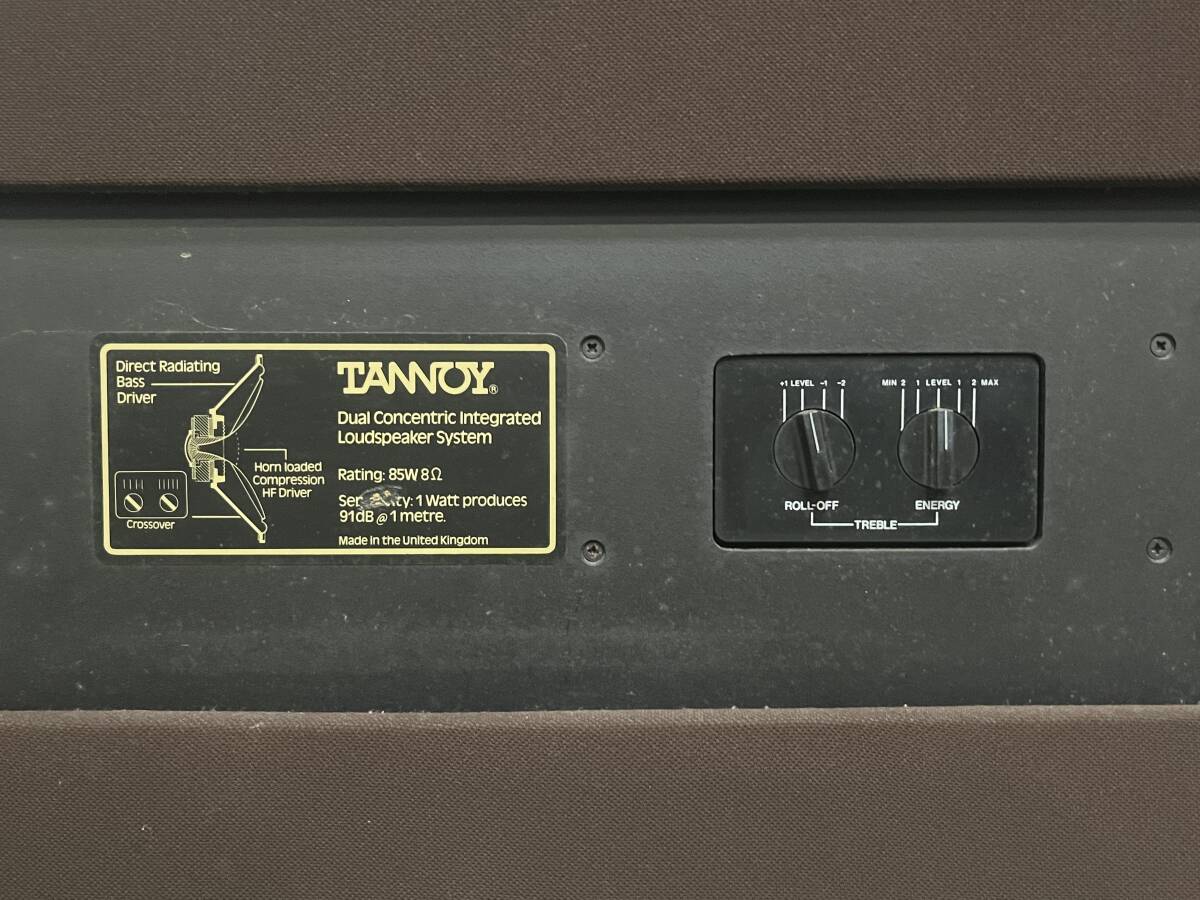 Direct Radiating
Bass
Driver
Horn loaded
Compression
HF Driver
Crossover
TANNOY®
Dual Concentric Integrated
Loudspeaker System
Rating: 85W 8Ω
1 Watt produces
91dB @ 1 metre.
Made in the United Kingdom
+1 LEVEL -1 -2
ROLL-OFF
MIN 2 1 LEVEL 1 2 MAX
ENERGY
TREBLE